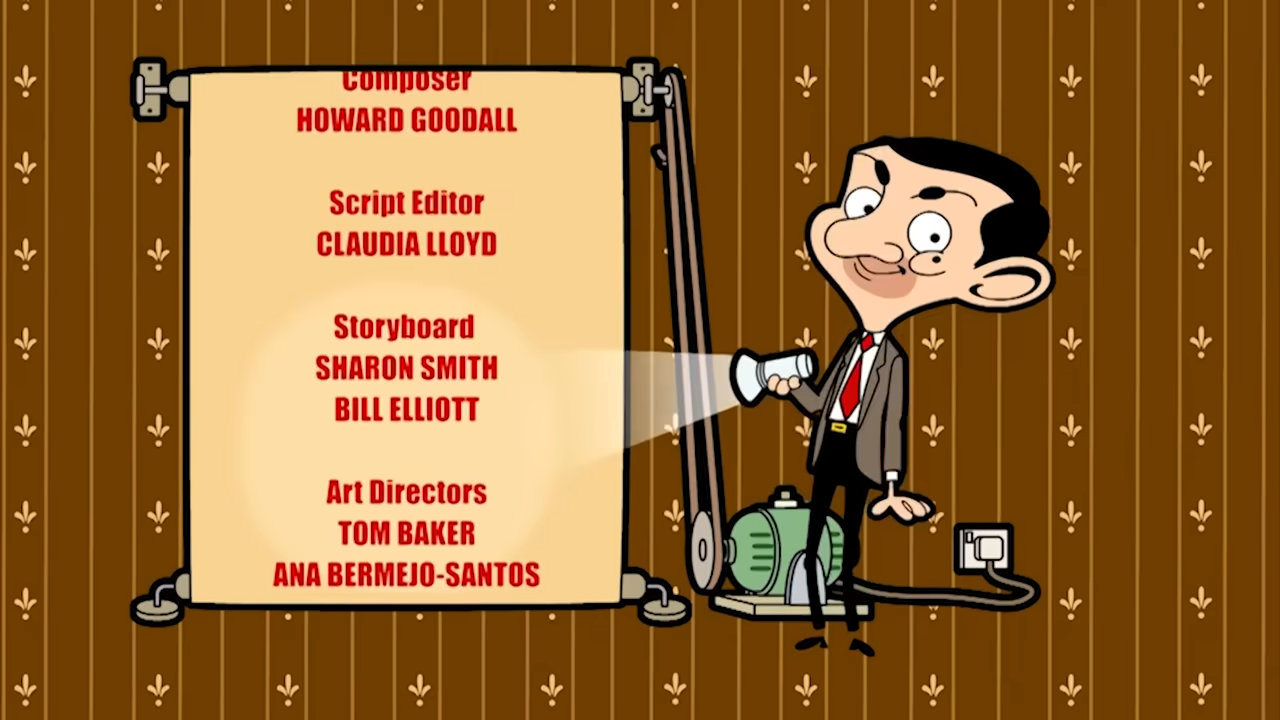 Composer
HOWARD GOODALL
Script Editor
CLAUDIA LLOYD
Storyboard
SHARON SMITH
BILL ELLIOTT
Art Directors
TOM BAKER
ANA BERMEJO-SANTOS